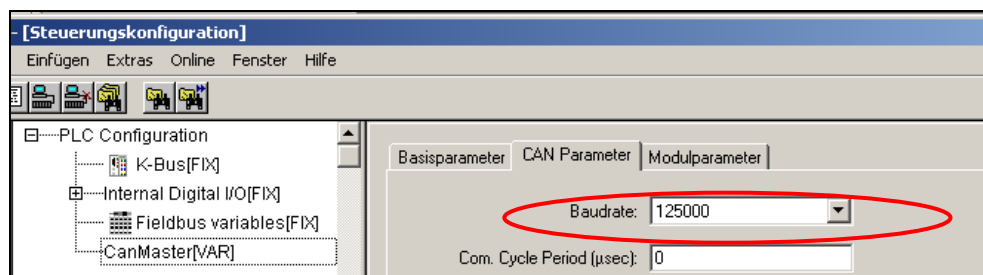 - [Steuerungskonfiguration]
Einfügen Extras Online Fenster Hilfe
PLC Configuration
K-Bus[FIX]
Internal Digital I/O[FIX]
Fieldbus variables[FIX]
CanMaster[VAR]
Basisparameter CAN Parameter Modulparameter
Baudrate: 125000
Com. Cycle Period (µsec): 0